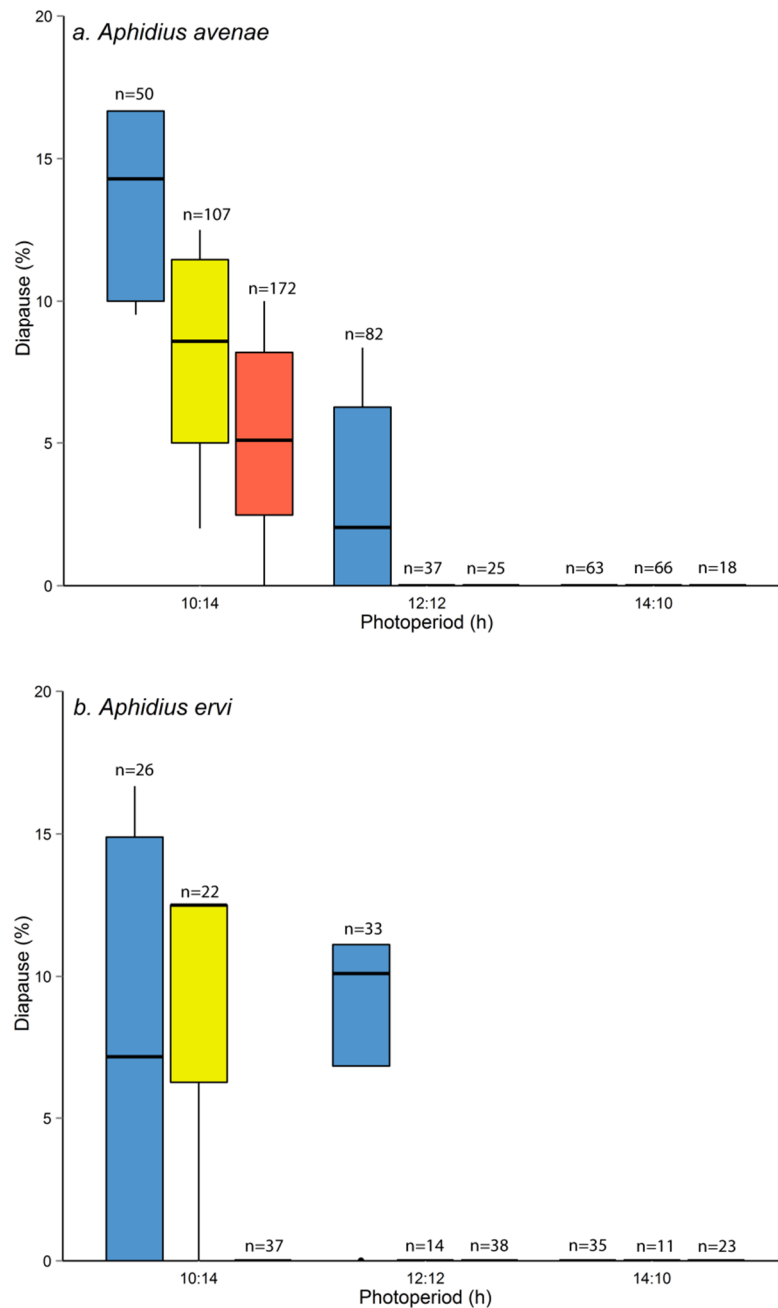 20
a. Aphidius avenae
n=50
15
n=107
n=172
10
n=82
Diapause (%)
5
n=37 n=25 n=63 n=66 n=18
0
10:14 12:12 14:10
Photoperiod (h)
20
b. Aphidius ervi
n=26
15
n=22
n=33
10
Diapause (%)
5
n=37 n=14 n=38 n=35 n=11 n=23
0
10:14 12:12 14:10
Photoperiod (h)